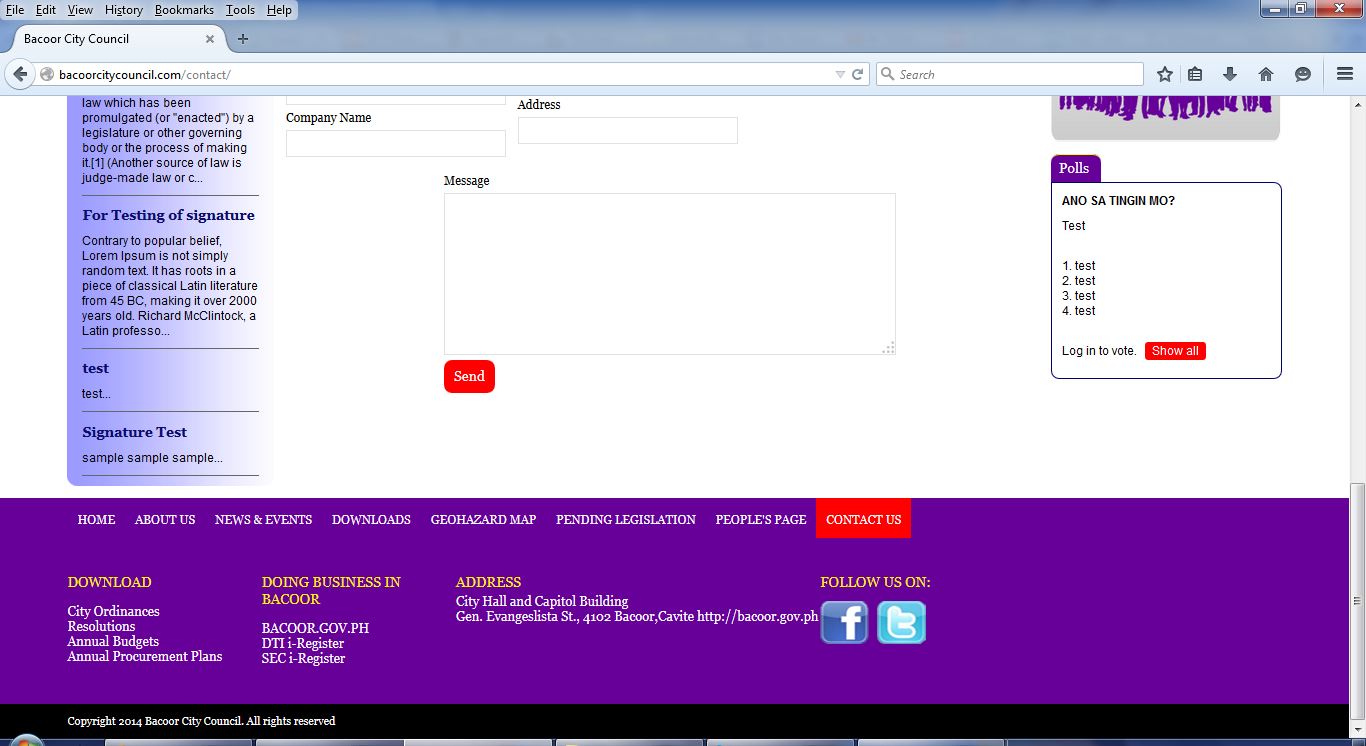 File Edit View History Bookmarks Tools Help
Bacoor City Council
bacoorcitycouncil.com/contact/
Search
law which has been
promulgated (or "enacted") by a
legislature or other governing
body or the process of making
it.[1] (Another source of law is
judge-made law or c...
For Testing of signature
Contrary to popular belief,
Lorem Ipsum is not simply
random text. It has roots in a
piece of classical Latin literature
from 45 BC, making it over 2000
years old. Richard McClintock, a
Latin professo...
test
test...
Signature Test
sample sample sample...
Company Name
Address
Message
Send
Polls
ANO SA TINGIN MO?
Test
1. test
2. test
3. test
4. test
Log in to vote. Show all
HOME ABOUT US NEWS & EVENTS DOWNLOADS GEOHAZARD MAP PENDING LEGISLATION PEOPLE'S PAGE CONTACT US
DOWNLOAD
City Ordinances
Resolutions
Annual Budgets
Annual Procurement Plans
DOING BUSINESS IN
BACOOR
BACOOR.GOV.PH
DTI i-Register
SEC i-Register
ADDRESS
City Hall and Capitol Building
Gen. Evangeslista St., 4102 Bacoor,Cavite http://bacoor.gov.ph
FOLLOW US ON:
f t
Copyright 2014 Bacoor City Council. All rights reserved